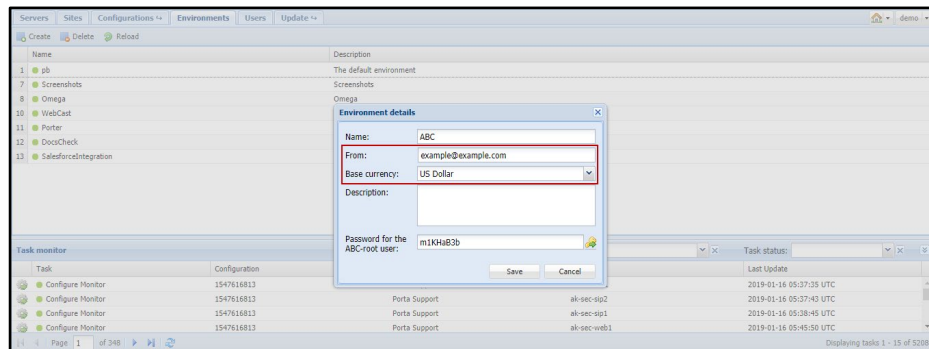 Servers Sites Configurations Environments Users Update demo
Create Delete Reload
Name Description
1 pb The default environment
7 Screenshots Screenshots
8 Omega Omega
10 WebCast
11 Porter
12 DocsCheck
13 SalesforceIntegration
Environment details
Name: ABC
From: example@example.com
Base currency: US Dollar
Description:
Password for the
ABC-root user: m1KHaB3b
Save Cancel
Task monitor Task status:
Task Configuration Last Update
Configure Monitor 1547616813 2019-01-16 05:37:35 UTC
Configure Monitor 1547616813 Porta Support ak-sec-sip2 2019-01-16 05:37:43 UTC
Configure Monitor 1547616813 Porta Support ak-sec-sip1 2019-01-16 05:38:45 UTC
Configure Monitor 1547616813 Porta Support ak-sec-web1 2019-01-16 05:45:50 UTC
Page 1 of 348 Displaying tasks 1 - 15 of